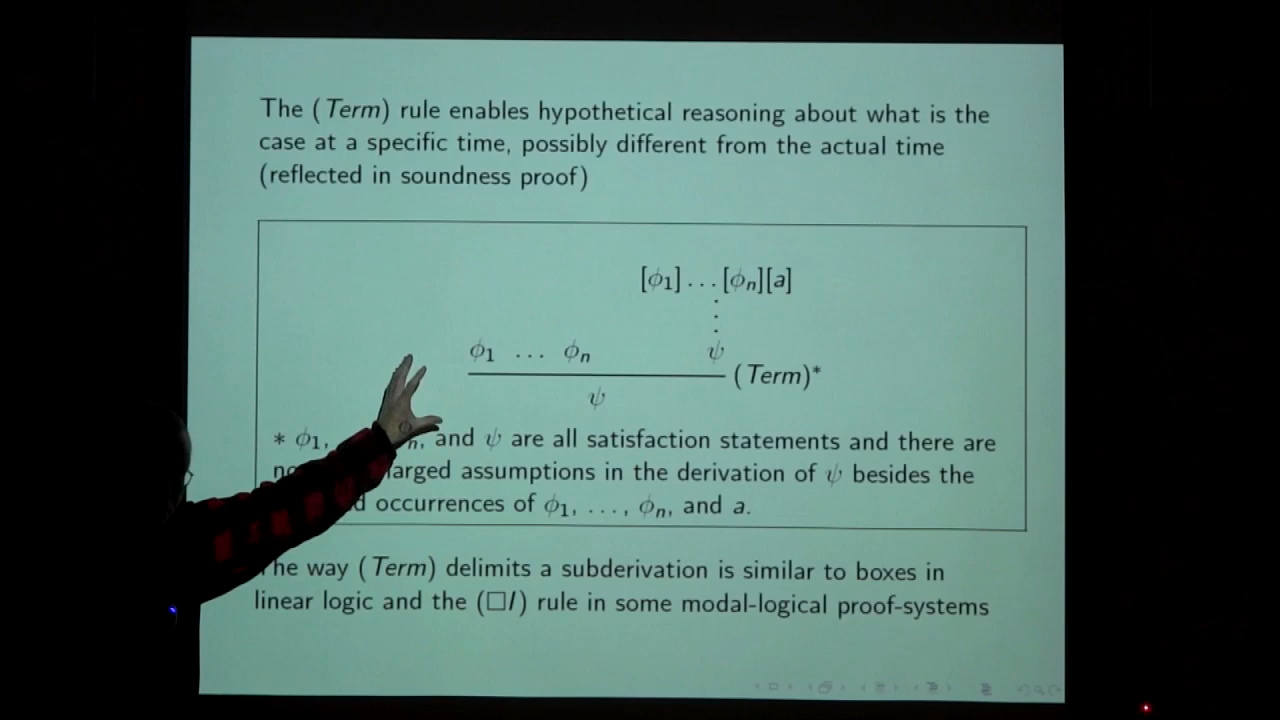 The (Term) rule enables hypothetical reasoning about what is the
case at a specific time, possibly different from the actual time
(reflected in soundness proof)
[ϕ1] . . . [ϕn][a]
⋮
ϕ1 . . . ϕn ψ
(Term)*
ψ
* ϕ1, n, and ψ are all satisfaction statements and there are
assumptions in the derivation of ψ besides the
occurrences of ϕ1, . . . , ϕn, and a.
The way (Term) delimits a subderivation is similar to boxes in
linear logic and the (□I) rule in some modal-logical proof-systems